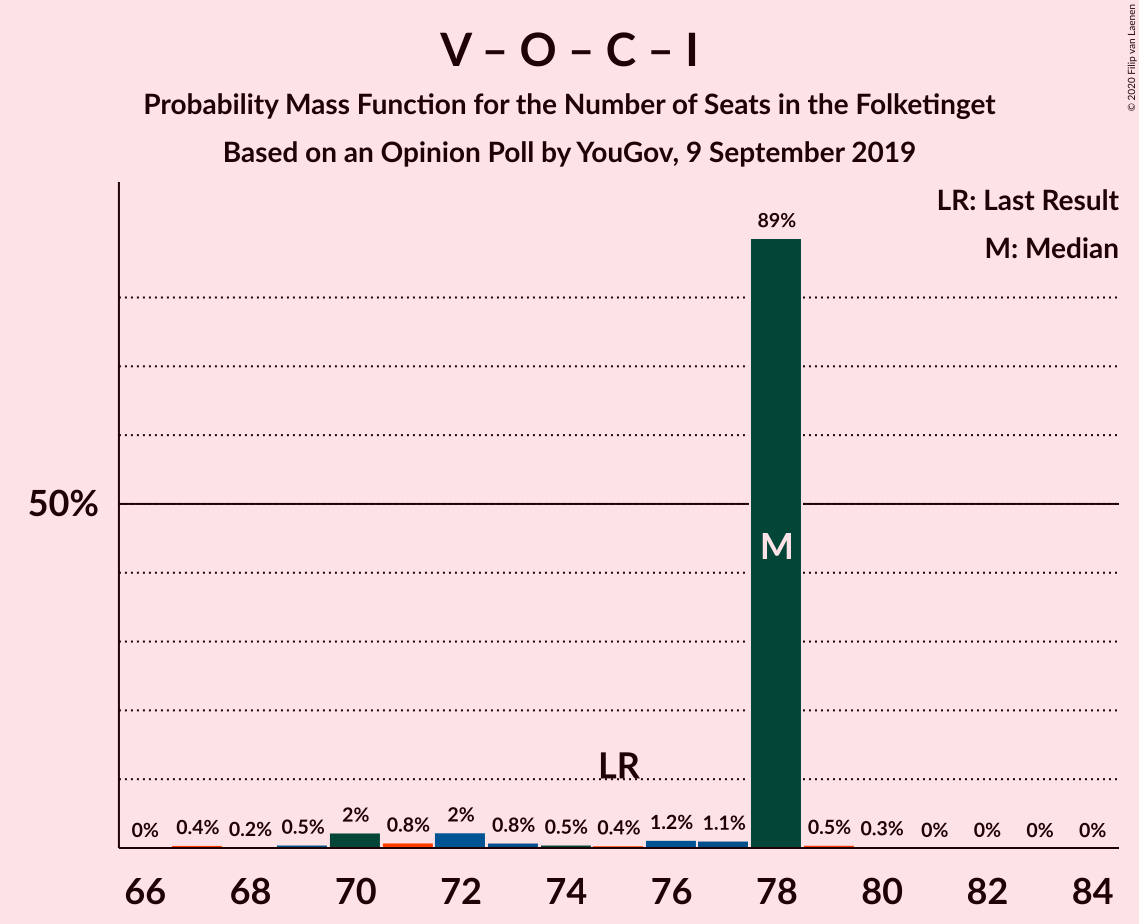 V – O – C – I
Probability Mass Function for the Number of Seats in the Folketinget
Based on an Opinion Poll by YouGov, 9 September 2019
© 2020 Filip van Laenen
LR: Last Result
M: Median
89%
50%
M
LR
0% 0.4% 0.2% 0.5% 2% 0.8% 2% 0.8% 0.5% 0.4% 1.2% 1.1% 0.5% 0.3% 0% 0% 0% 0%
66 68 70 72 74 76 78 80 82 84